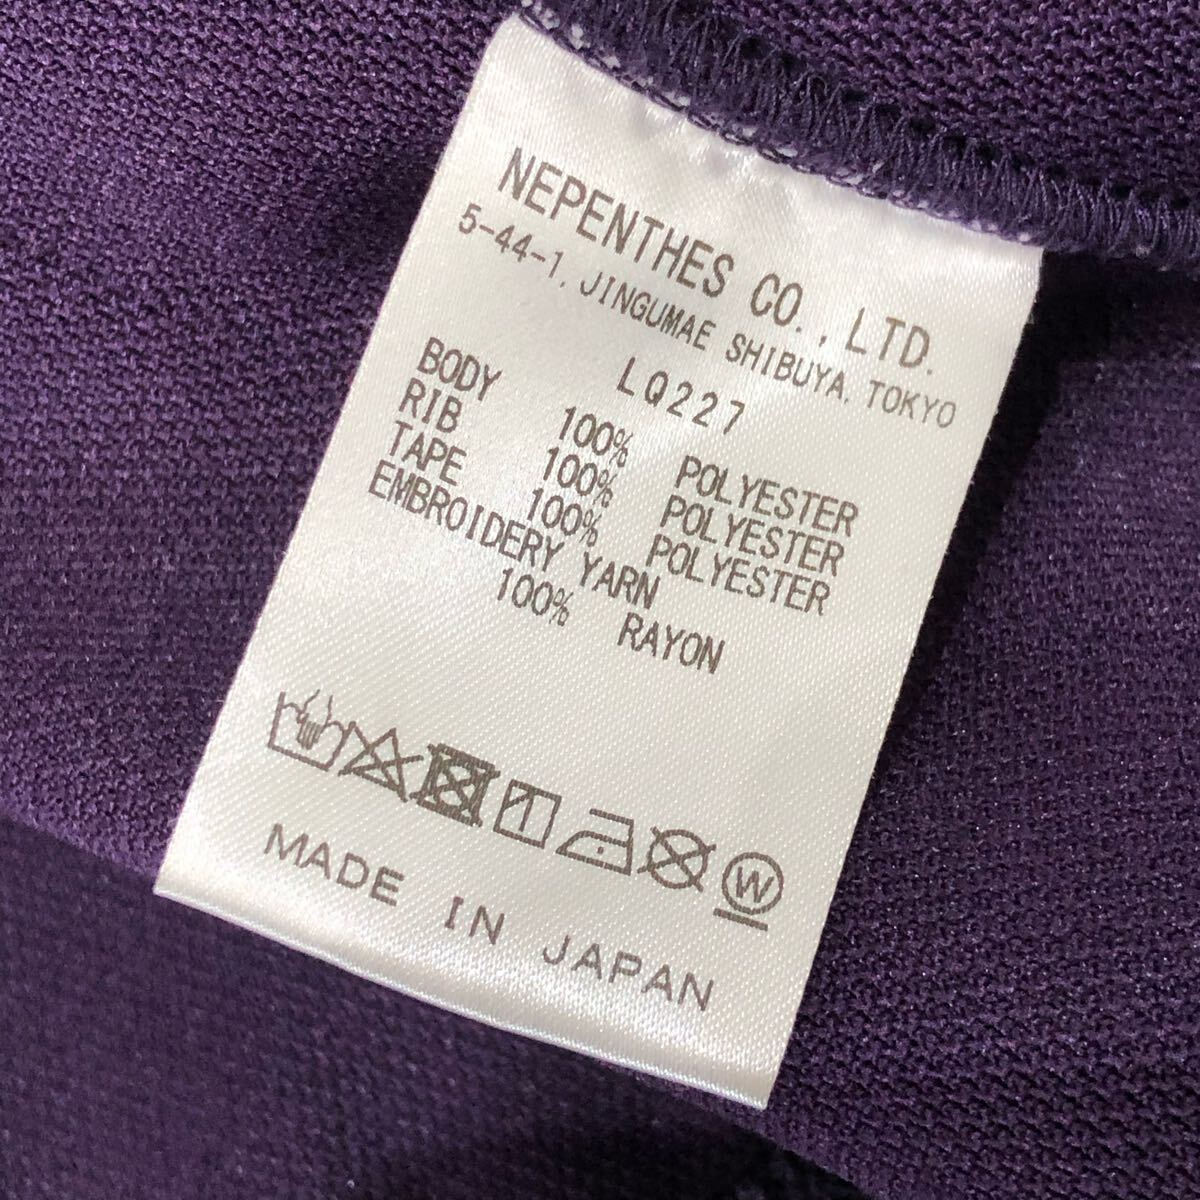 NEPENTHES CO., LTD.
5-44-1, JINGUMAE SHIBUYA, TOKYO
LQ227
BODY 100% POLYESTER
RIB 100% POLYESTER
TAPE 100% POLYESTER
EMBROIDERY YARN
100% RAYON
W
MADE IN JAPAN